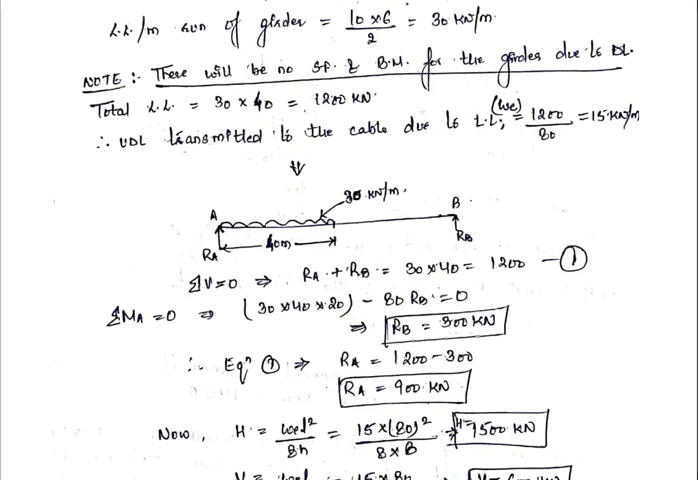 L.L./m run of girder = 10 x 6 / 2 = 30 kN/m.
NOTE :- There will be no SF. & B.M. for the girder due to DL.
Total L.L. = 30 x 40 = 1200 KN.
∴ UDL transmitted to the cable due to L.L; (We) = 1200 / 80 = 15 KN/m
⇓
30 KN/m.
A B
RA 40m RB
ΣV=0 ⇒ RA + RB = 30 x 40 = 1200 — ①
ΣMA = 0 ⇒ (30 x 40 x 20) - 80 RB = 0
⇒ RB = 300 KN
∴ Eqn ① ⇒ RA = 1200 - 300
RA = 900 KN
Now, H = wel² / 8h = 15 x (80)² / 8 x 8 ⇒ H = 1500 KN